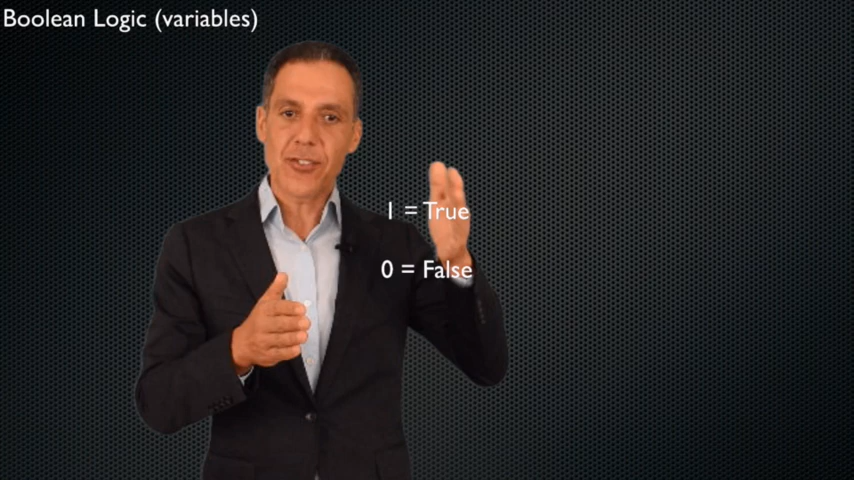 Boolean Logic (variables)
1 = True
0 = False